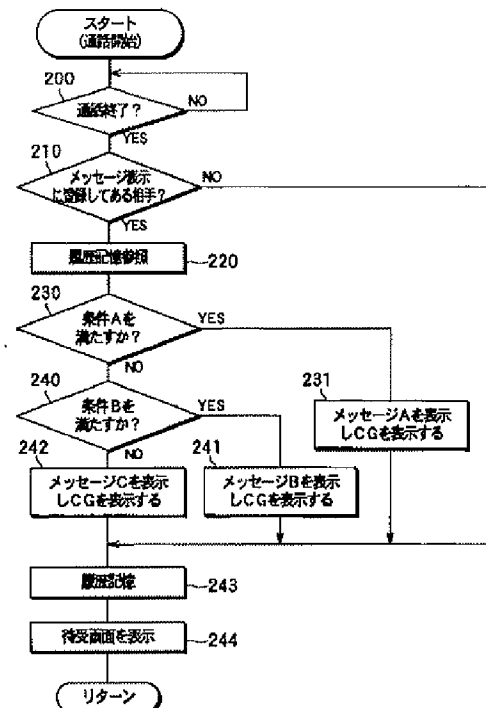 スタート
(通話開始)
200
通話終了?
NO
YES
210
メッセージ表示
に登録してある相手?
NO
YES
履歴記憶参照
220
230
条件Aを
満たすか?
YES
NO
240
条件Bを
満たすか?
YES
NO
231
メッセージAを表示
しCGを表示する
242
メッセージCを表示
しCGを表示する
241
メッセージBを表示
しCGを表示する
履歴記憶
243
待受画面を表示
244
リターン